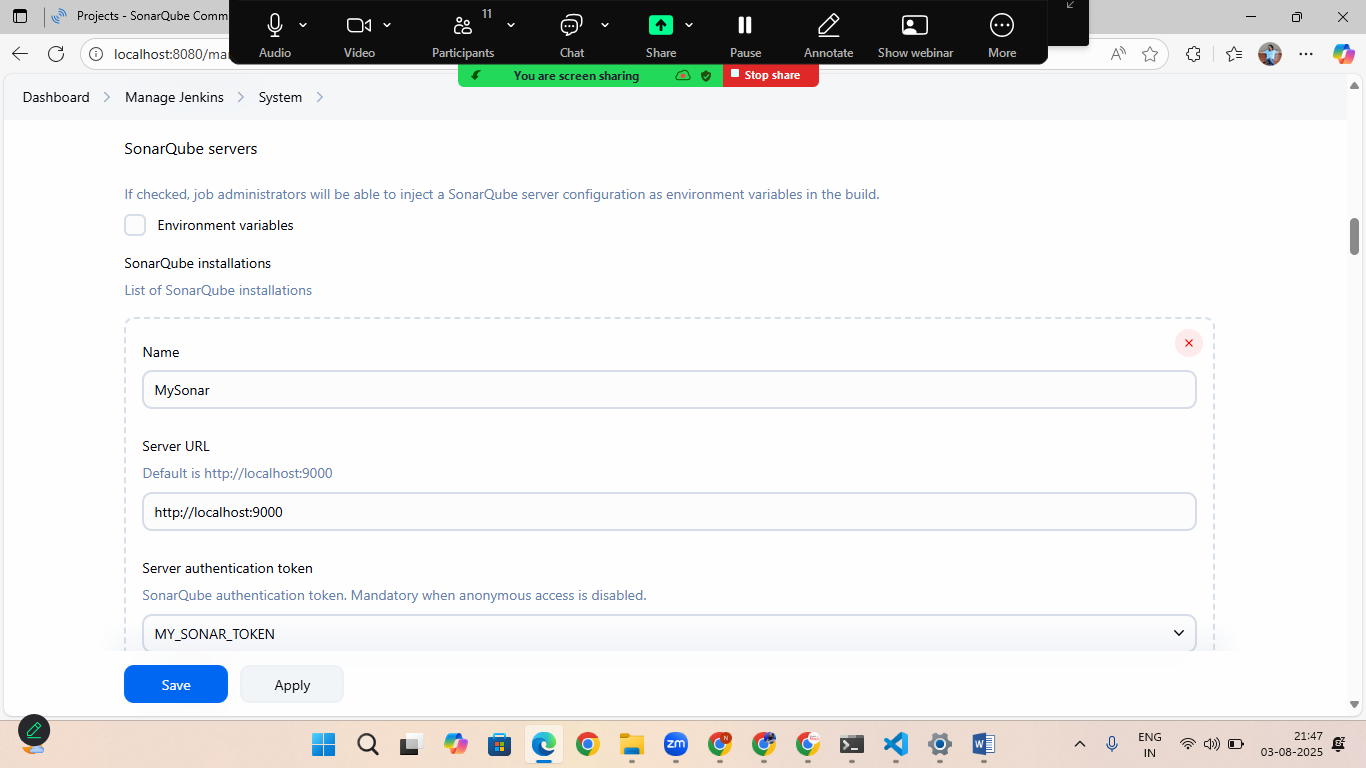 Projects - SonarQube Comm
11
Audio
Video
Participants
Chat
Share
Pause
Annotate
Show webinar
More
localhost:8080/ma
You are screen sharing
Stop share
Dashboard
Manage Jenkins
System
SonarQube servers
If checked, job administrators will be able to inject a SonarQube server configuration as environment variables in the build.
Environment variables
SonarQube installations
List of SonarQube installations
Name
MySonar
Server URL
Default is http://localhost:9000
http://localhost:9000
Server authentication token
SonarQube authentication token. Mandatory when anonymous access is disabled.
MY_SONAR_TOKEN
Save
Apply
zm
ENG
IN
21:47
03-08-2025